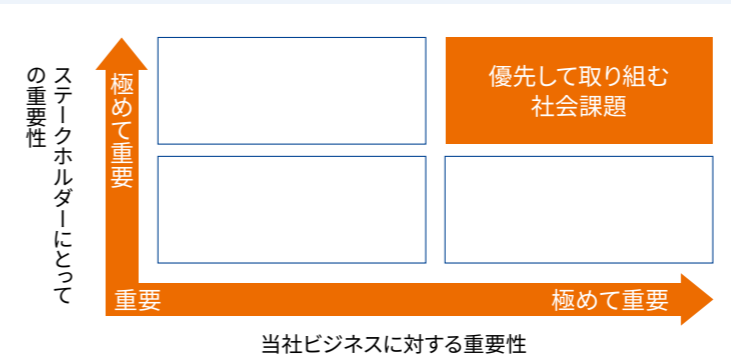 ステークホルダーにとって
の重要性
極めて重要
優先して取り組む
社会課題
重要
極めて重要
当社ビジネスに対する重要性